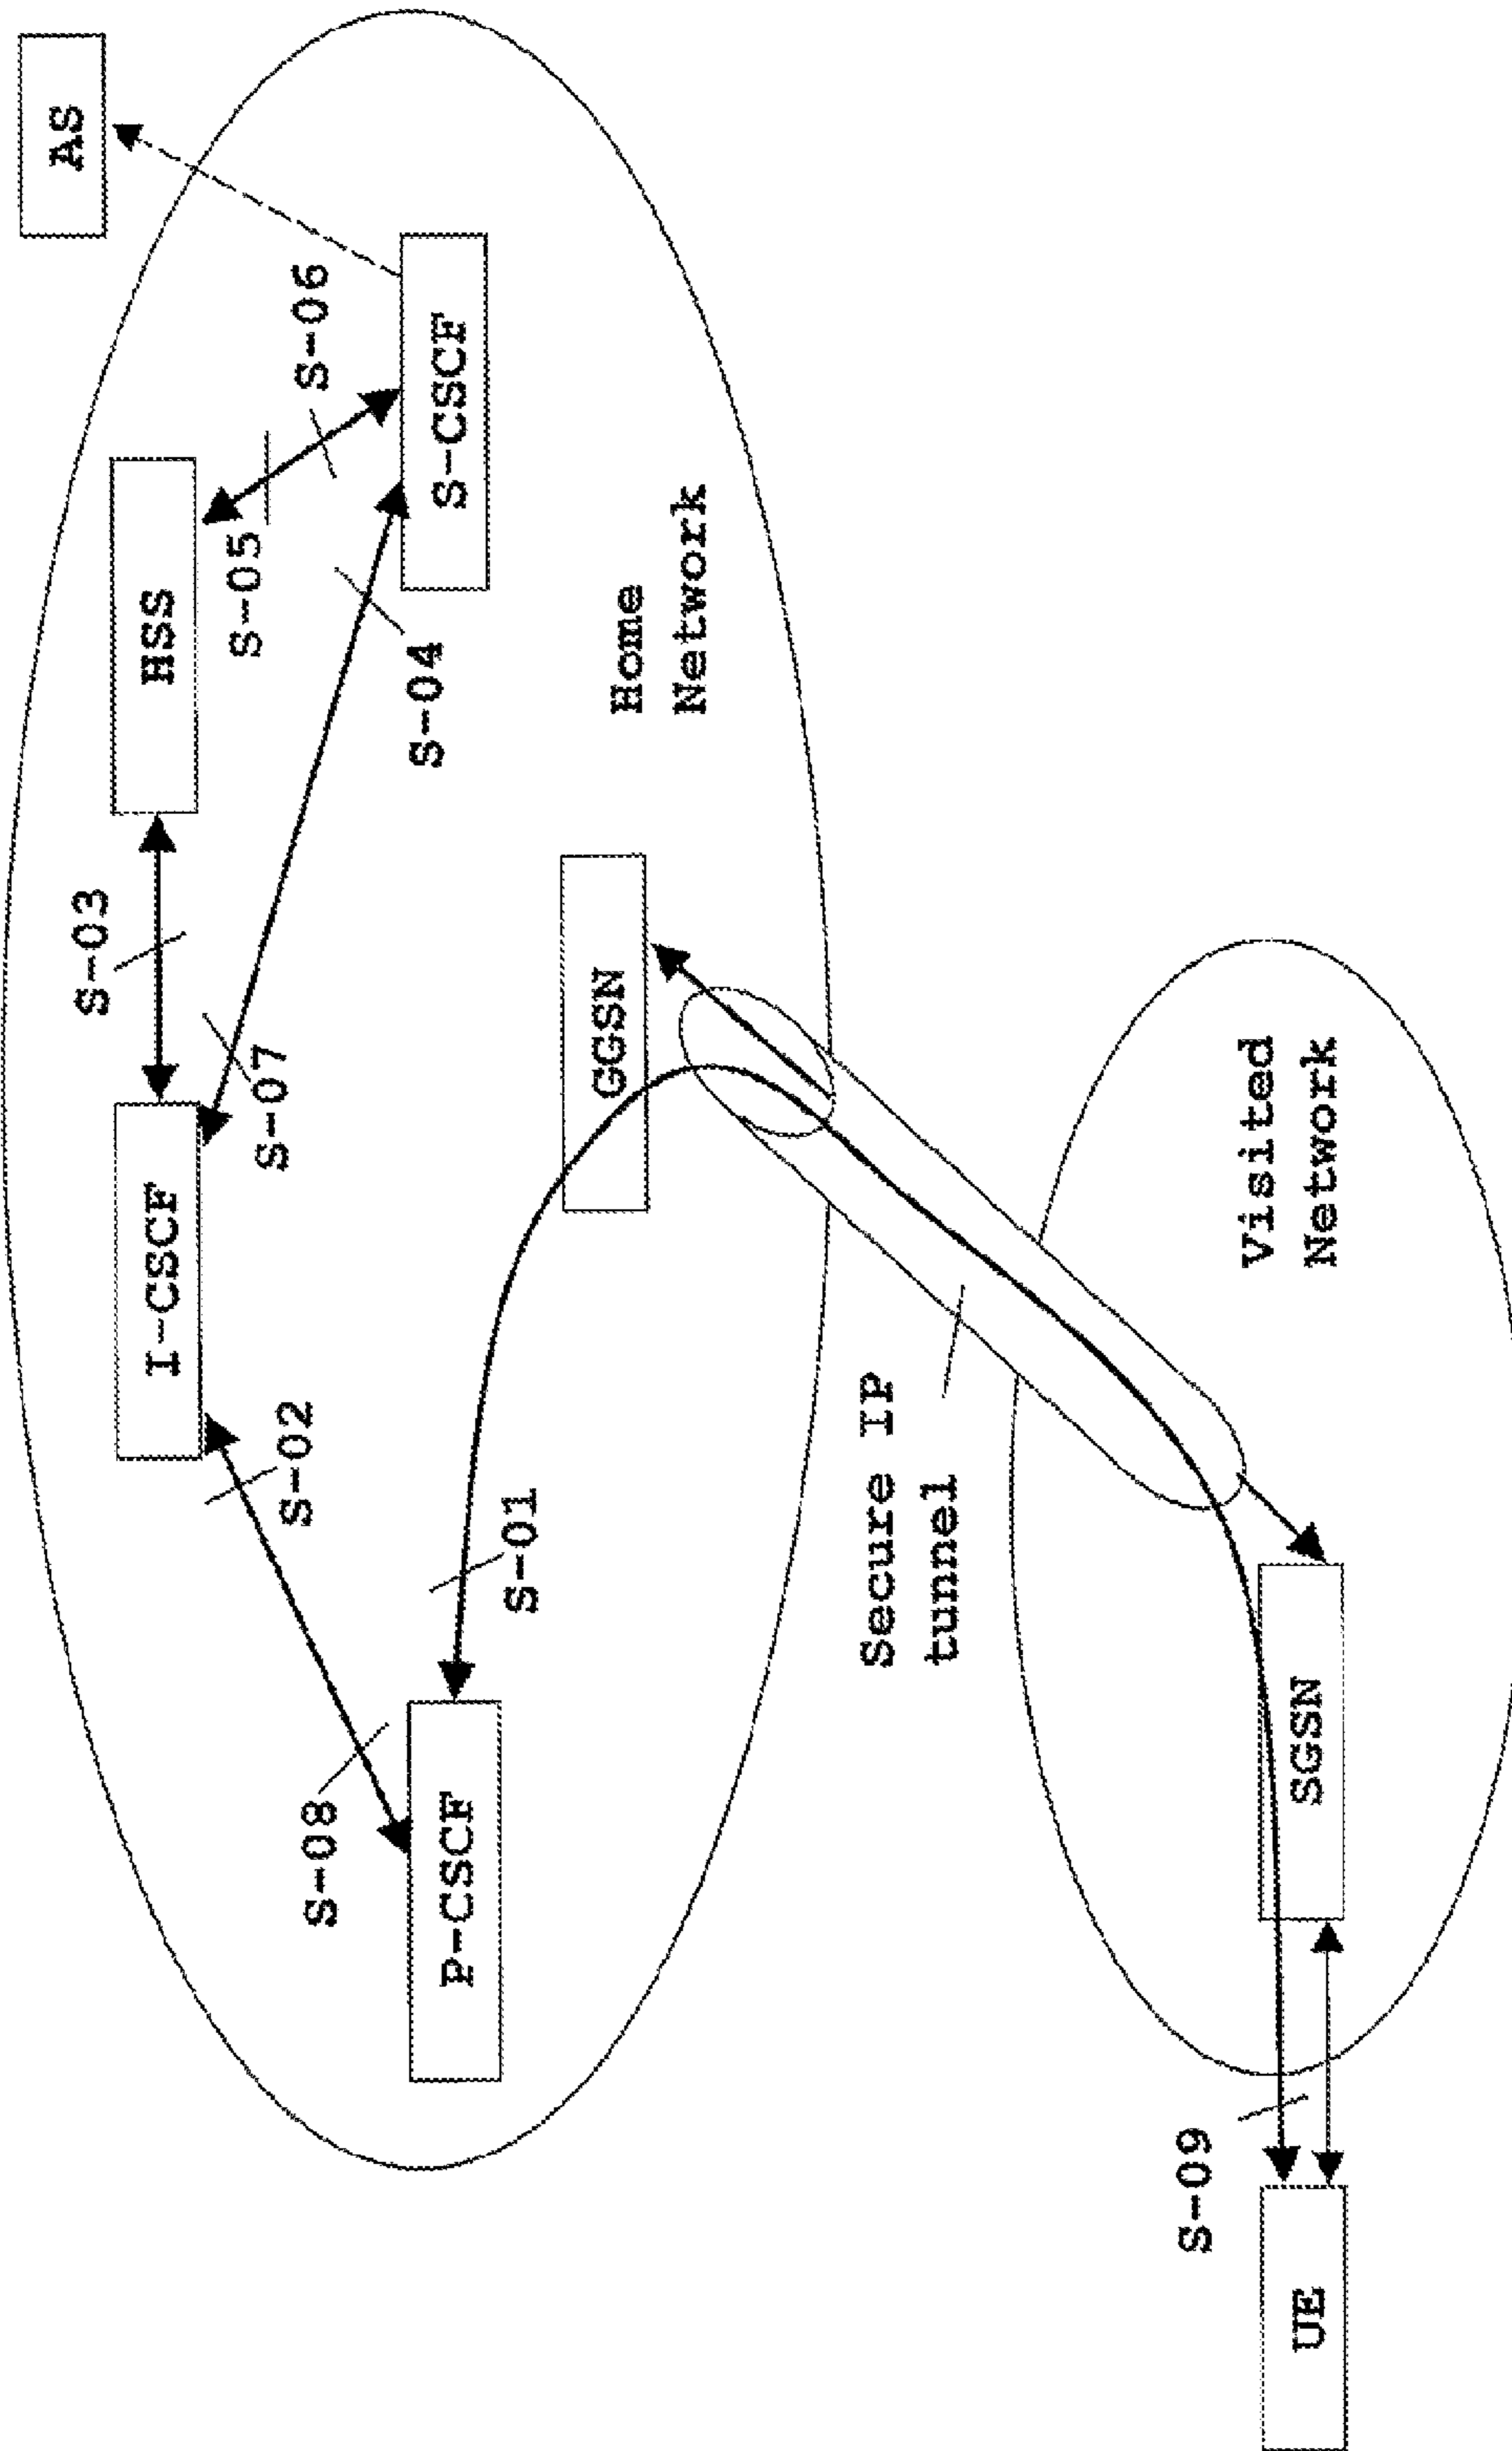 AS
HSS
S-03
I-CSCF
S-05
S-06
S-07
S-04
S-CSCF
S-02
S-08
P-CSCF
S-01
GGSN
Home
Network
Secure IP
tunnel
Visited
Network
S-09
UE
SGSN